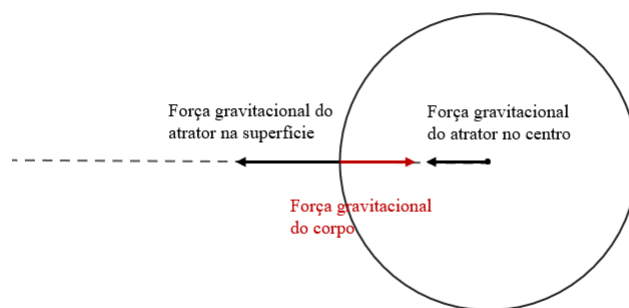 Força gravitacional do
atrator na superfície
Força gravitacional
do atrator no centro
Força gravitacional
do corpo